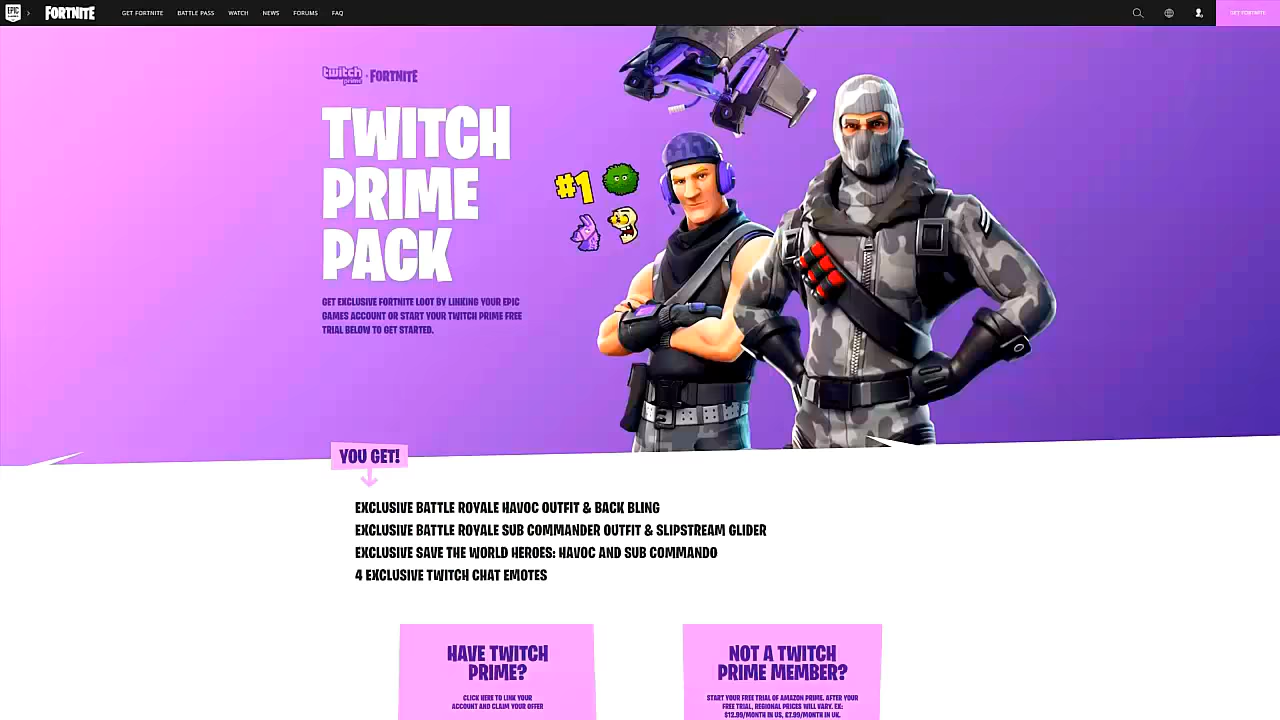 EPIC GAMES
FORTNITE
GET FORTNITE
BATTLE PASS
WATCH
NEWS
FORUMS
FAQ
GET FORTNITE
twitch prime · FORTNITE
TWITCH
PRIME
PACK
GET EXCLUSIVE FORTNITE LOOT BY LINKING YOUR EPIC
GAMES ACCOUNT OR START YOUR TWITCH PRIME FREE
TRIAL BELOW TO GET STARTED.
#1
YOU GET!
EXCLUSIVE BATTLE ROYALE HAVOC OUTFIT & BACK BLING
EXCLUSIVE BATTLE ROYALE SUB COMMANDER OUTFIT & SLIPSTREAM GLIDER
EXCLUSIVE SAVE THE WORLD HEROES: HAVOC AND SUB COMMANDO
4 EXCLUSIVE TWITCH CHAT EMOTES
HAVE TWITCH
PRIME?
CLICK HERE TO LINK YOUR
ACCOUNT AND CLAIM YOUR OFFER
NOT A TWITCH
PRIME MEMBER?
START YOUR FREE TRIAL OF AMAZON PRIME. AFTER YOUR
FREE TRIAL, REGIONAL PRICES WILL VARY. EX:
$12.99/MONTH IN US, £7.99/MONTH IN UK.